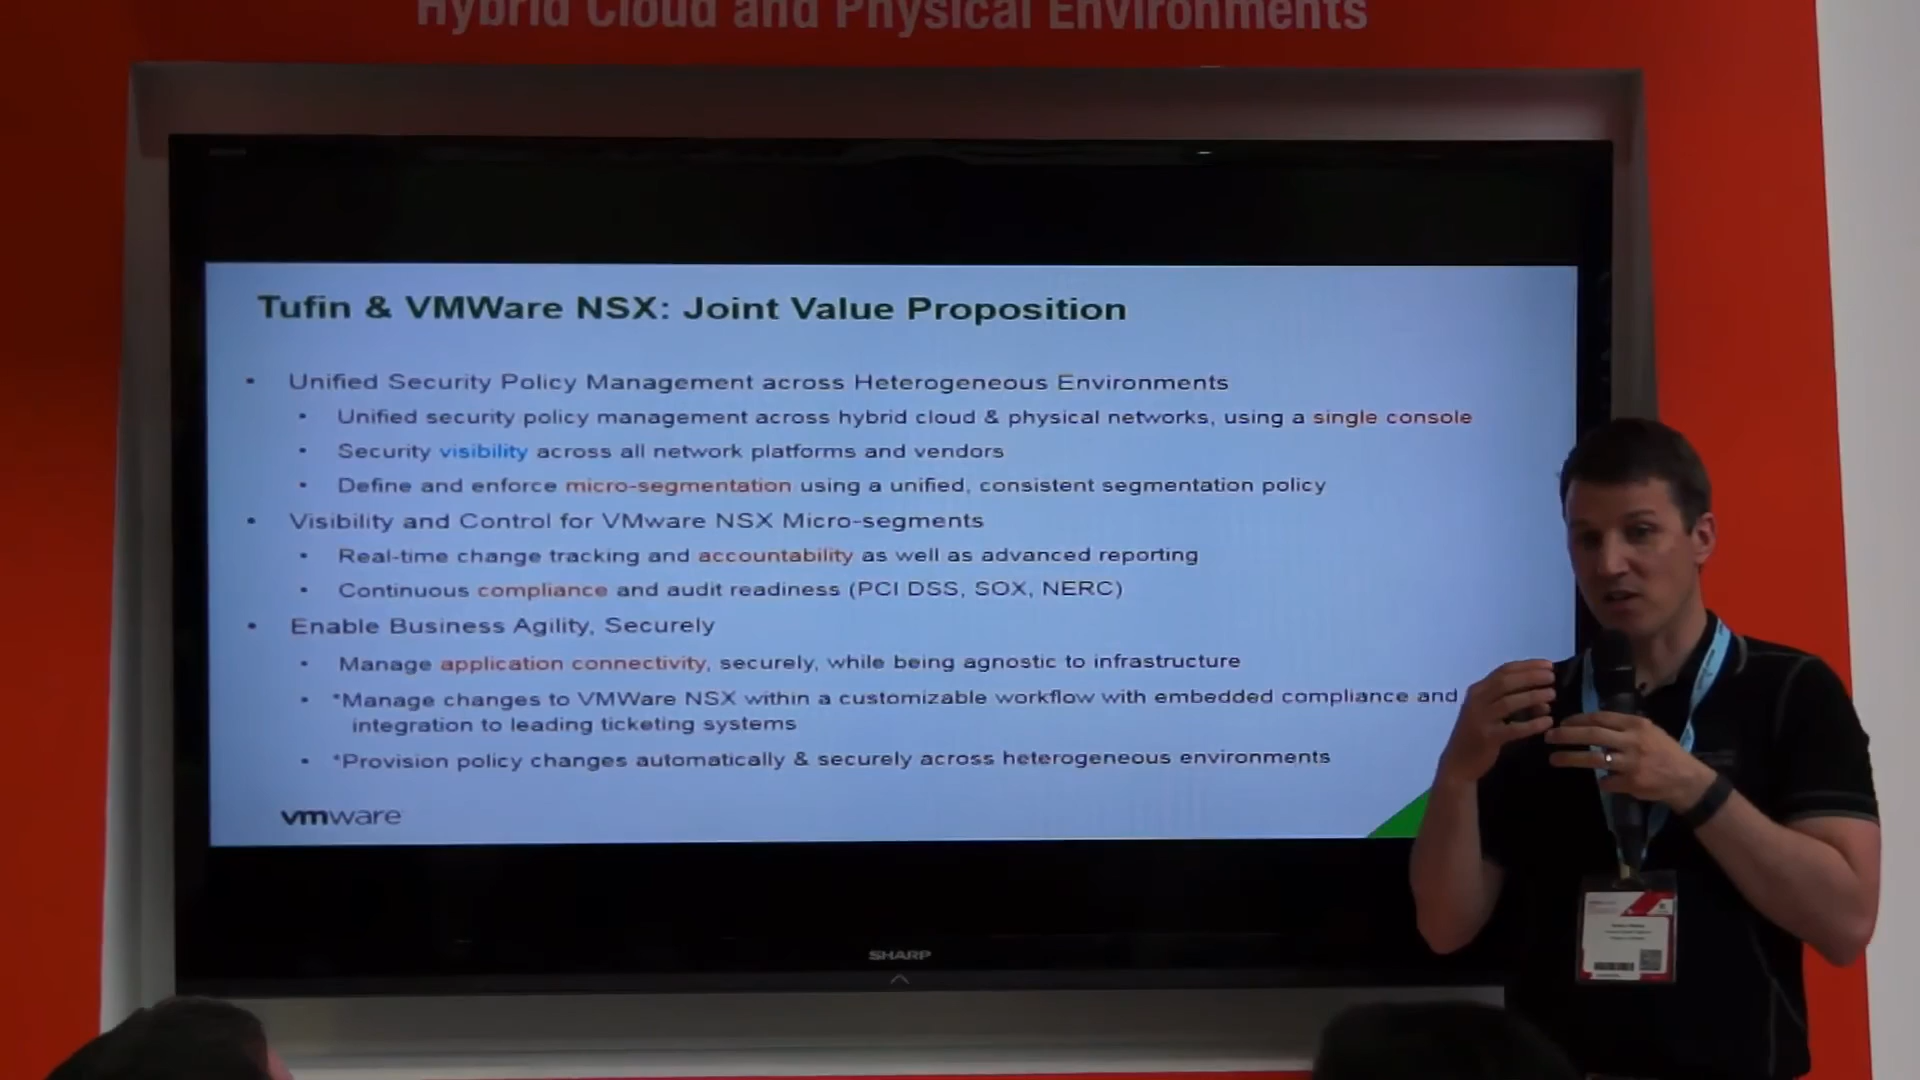 Hybrid Cloud and Physical Environments
Tufin & VMWare NSX: Joint Value Proposition
• Unified Security Policy Management across Heterogeneous Environments
• Unified security policy management across hybrid cloud & physical networks, using a single console
• Security visibility across all network platforms and vendors
• Define and enforce micro-segmentation using a unified, consistent segmentation policy
• Visibility and Control for VMware NSX Micro-segments
• Real-time change tracking and accountability as well as advanced reporting
• Continuous compliance and audit readiness (PCI DSS, SOX, NERC)
• Enable Business Agility, Securely
• Manage application connectivity, securely, while being agnostic to infrastructure
• *Manage changes to VMWare NSX within a customizable workflow with embedded compliance and
integration to leading ticketing systems
• *Provision policy changes automatically & securely across heterogeneous environments
vmware
SHARP